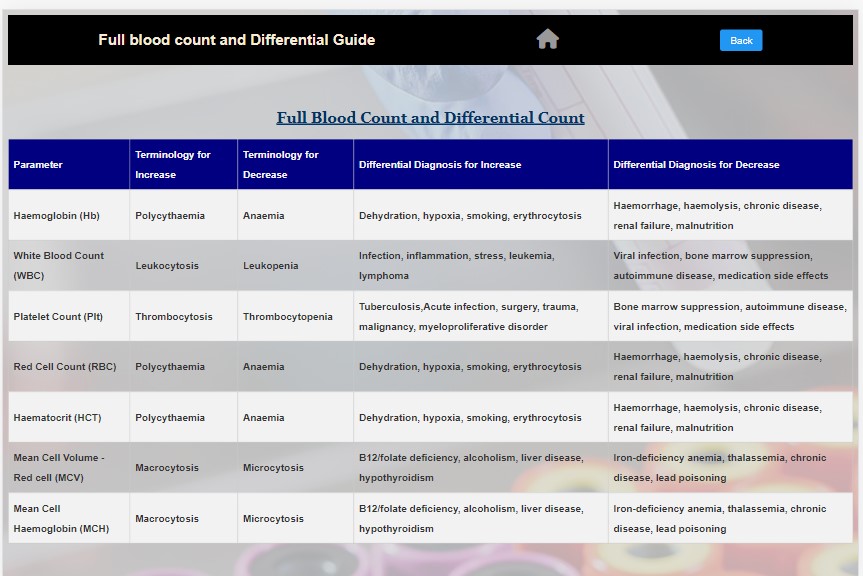 Full blood count and Differential Guide
Back
Full Blood Count and Differential Count
Parameter
Terminology for
Increase
Terminology for
Decrease
Differential Diagnosis for Increase
Differential Diagnosis for Decrease
Haemoglobin (Hb)
Polycythaemia
Anaemia
Dehydration, hypoxia, smoking, erythrocytosis
Haemorrhage, haemolysis, chronic disease,
renal failure, malnutrition
White Blood Count
(WBC)
Leukocytosis
Leukopenia
Infection, inflammation, stress, leukemia,
lymphoma
Viral infection, bone marrow suppression,
autoimmune disease, medication side effects
Platelet Count (Plt)
Thrombocytosis
Thrombocytopenia
Tuberculosis,Acute infection, surgery, trauma,
malignancy, myeloproliferative disorder
Bone marrow suppression, autoimmune disease,
viral infection, medication side effects
Red Cell Count (RBC)
Polycythaemia
Anaemia
Dehydration, hypoxia, smoking, erythrocytosis
Haemorrhage, haemolysis, chronic disease,
renal failure, malnutrition
Haematocrit (HCT)
Polycythaemia
Anaemia
Dehydration, hypoxia, smoking, erythrocytosis
Haemorrhage, haemolysis, chronic disease,
renal failure, malnutrition
Mean Cell Volume -
Red cell (MCV)
Macrocytosis
Microcytosis
B12/folate deficiency, alcoholism, liver disease,
hypothyroidism
Iron-deficiency anemia, thalassemia, chronic
disease, lead poisoning
Mean Cell
Haemoglobin (MCH)
Macrocytosis
Microcytosis
B12/folate deficiency, alcoholism, liver disease,
hypothyroidism
Iron-deficiency anemia, thalassemia, chronic
disease, lead poisoning